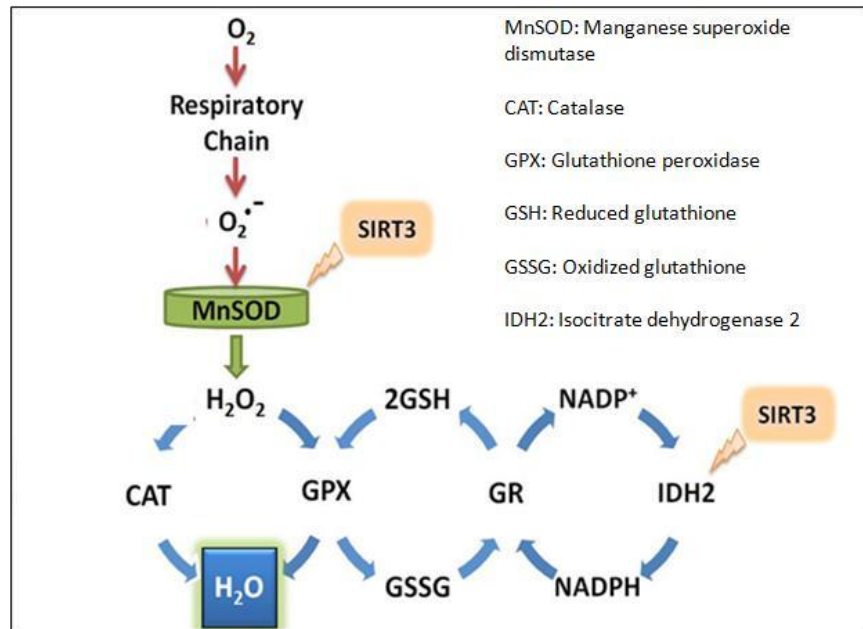 O₂
Respiratory
Chain
O₂•-
SIRT3
MnSOD
H₂O₂
2GSH
NADP⁺
SIRT3
CAT
GPX
GR
IDH2
H₂O
GSSG
NADPH
MnSOD: Manganese superoxide
dismutase
CAT: Catalase
GPX: Glutathione peroxidase
GSH: Reduced glutathione
GSSG: Oxidized glutathione
IDH2: Isocitrate dehydrogenase 2